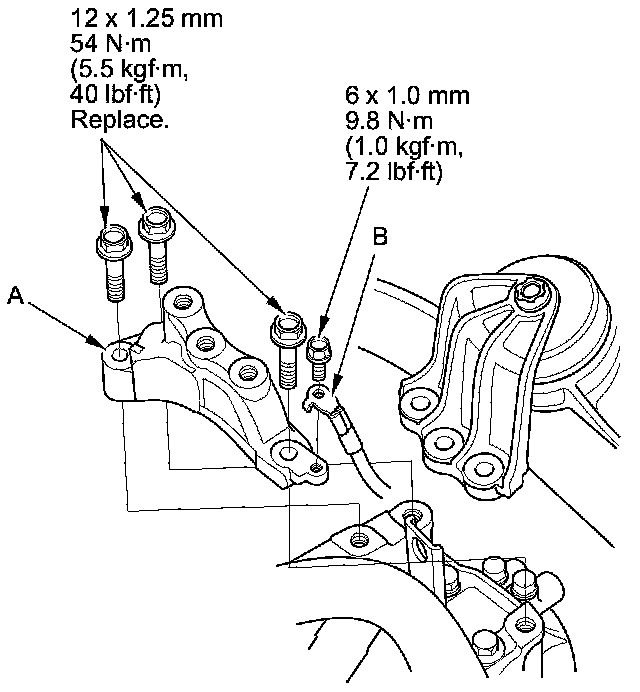 12 x 1.25 mm
54 N·m
(5.5 kgf·m,
40 lbf·ft)
Replace.
6 x 1.0 mm
9.8 N·m
(1.0 kgf·m,
7.2 lbf·ft)
B
A